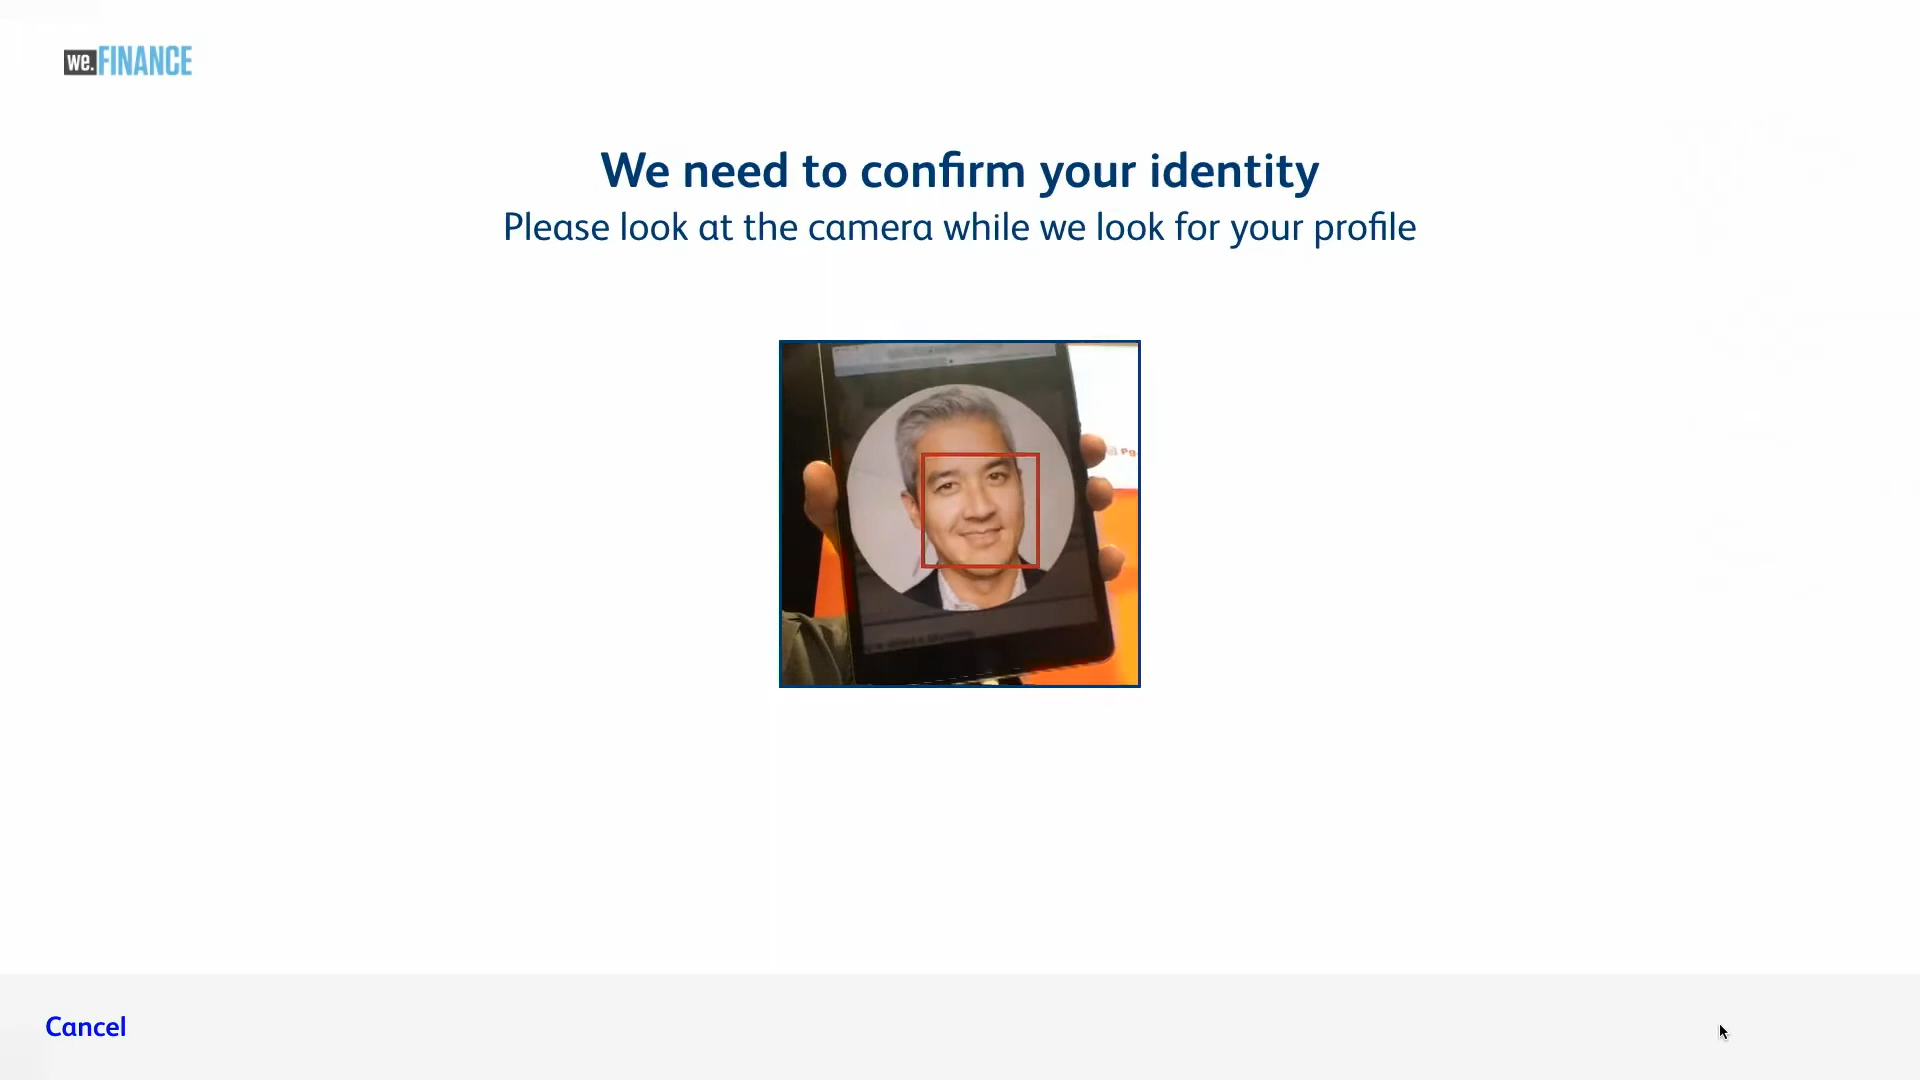 we.FINANCE
We need to confirm your identity
Please look at the camera while we look for your profile
Cancel